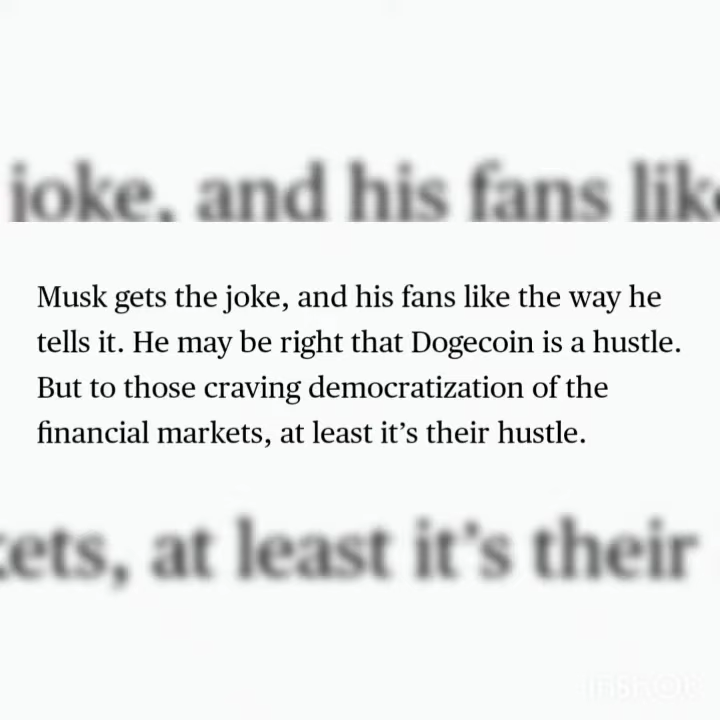 joke, and his fans lik
Musk gets the joke, and his fans like the way he
tells it. He may be right that Dogecoin is a hustle.
But to those craving democratization of the
financial markets, at least it’s their hustle.
ets, at least it’s their
InShOt